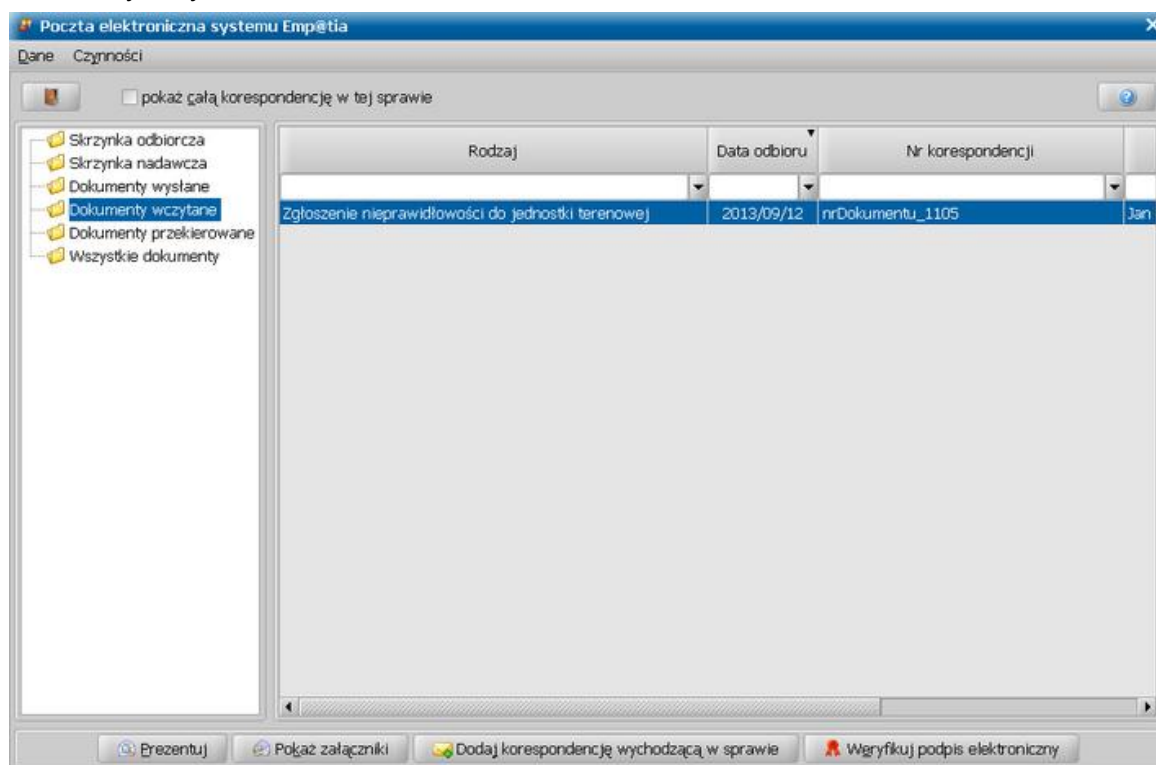 Poczta elektroniczna systemu Emp@tia
Dane Czynności
pokaż całą korespondencję w tej sprawie
Skrzynka odbiorcza
Skrzynka nadawcza
Dokumenty wysłane
Dokumenty wczytane
Dokumenty przekierowane
Wszystkie dokumenty
Rodzaj Data odbioru Nr korespondencji
Zgłoszenie nieprawidłowości do jednostki terenowej 2013/09/12 nrDokumentu_1105 Jan
Prezentuj Pokaż załączniki Dodaj korespondencję wychodzącą w sprawie Weryfikuj podpis elektroniczny